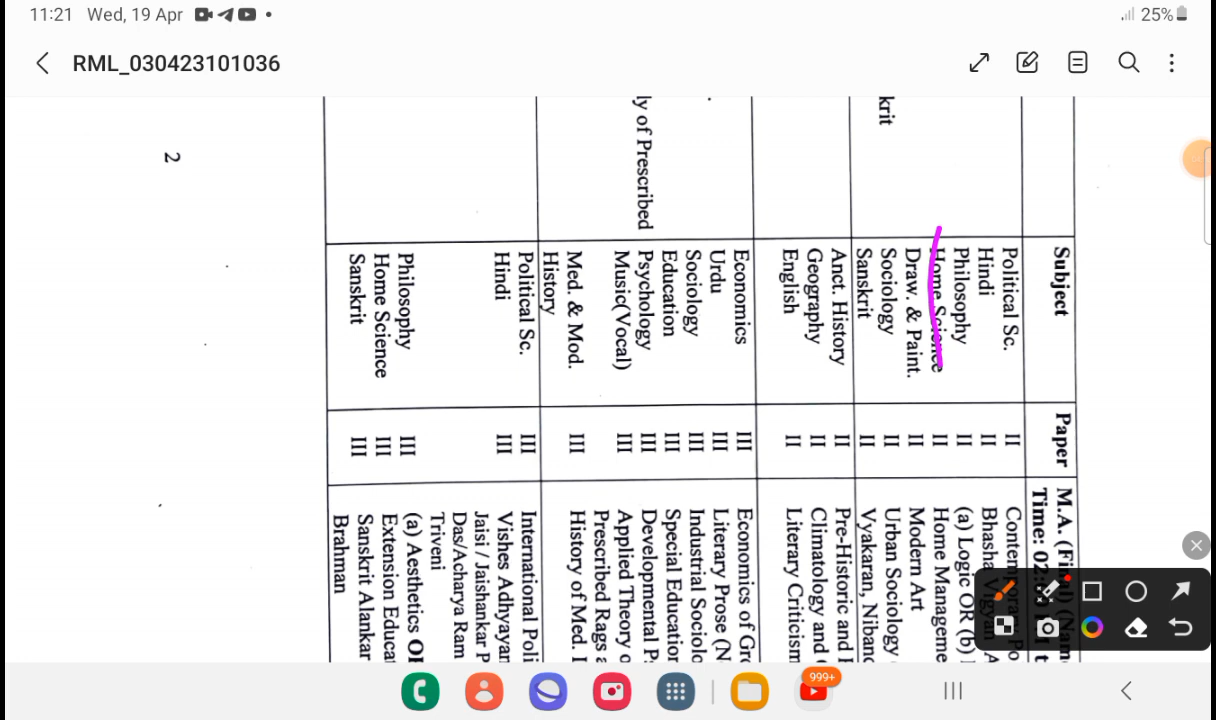 11:21 Wed, 19 Apr
25%
RML_030423101036
krit
ly of Prescribed
2
Subject
Paper
M.A.
Time: 02:
Political Sc. II
Hindi II Bhasha Vigyan
Philosophy II (a) Logic OR (b)
Home Science II Home Manageme
Draw. & Paint. II Modern Art
Sociology II Urban Sociology
Sanskrit II Vyakaran, Niband
Anct. History II Pre-Historic and
Geography II Climatology and
English II Literary Criticism
Economics III Economics of Gro
Urdu III Literary Prose (N
Sociology III Industrial Sociolo
Education III Special Education
Psychology III Developmental P
Music(Vocal) III Applied Theory o
Prescribed Rags a
Med. & Mod. III History of Med.
History
Political Sc. III International Poli
Hindi III Vishes Adhyayan
Jaisi / Jaishankar P
Das/Acharya Ram
Triveni
Philosophy III (a) Aesthetics OR
Home Science III Extension Educat
Sanskrit III Sanskrit Alankar
Brahman
999+